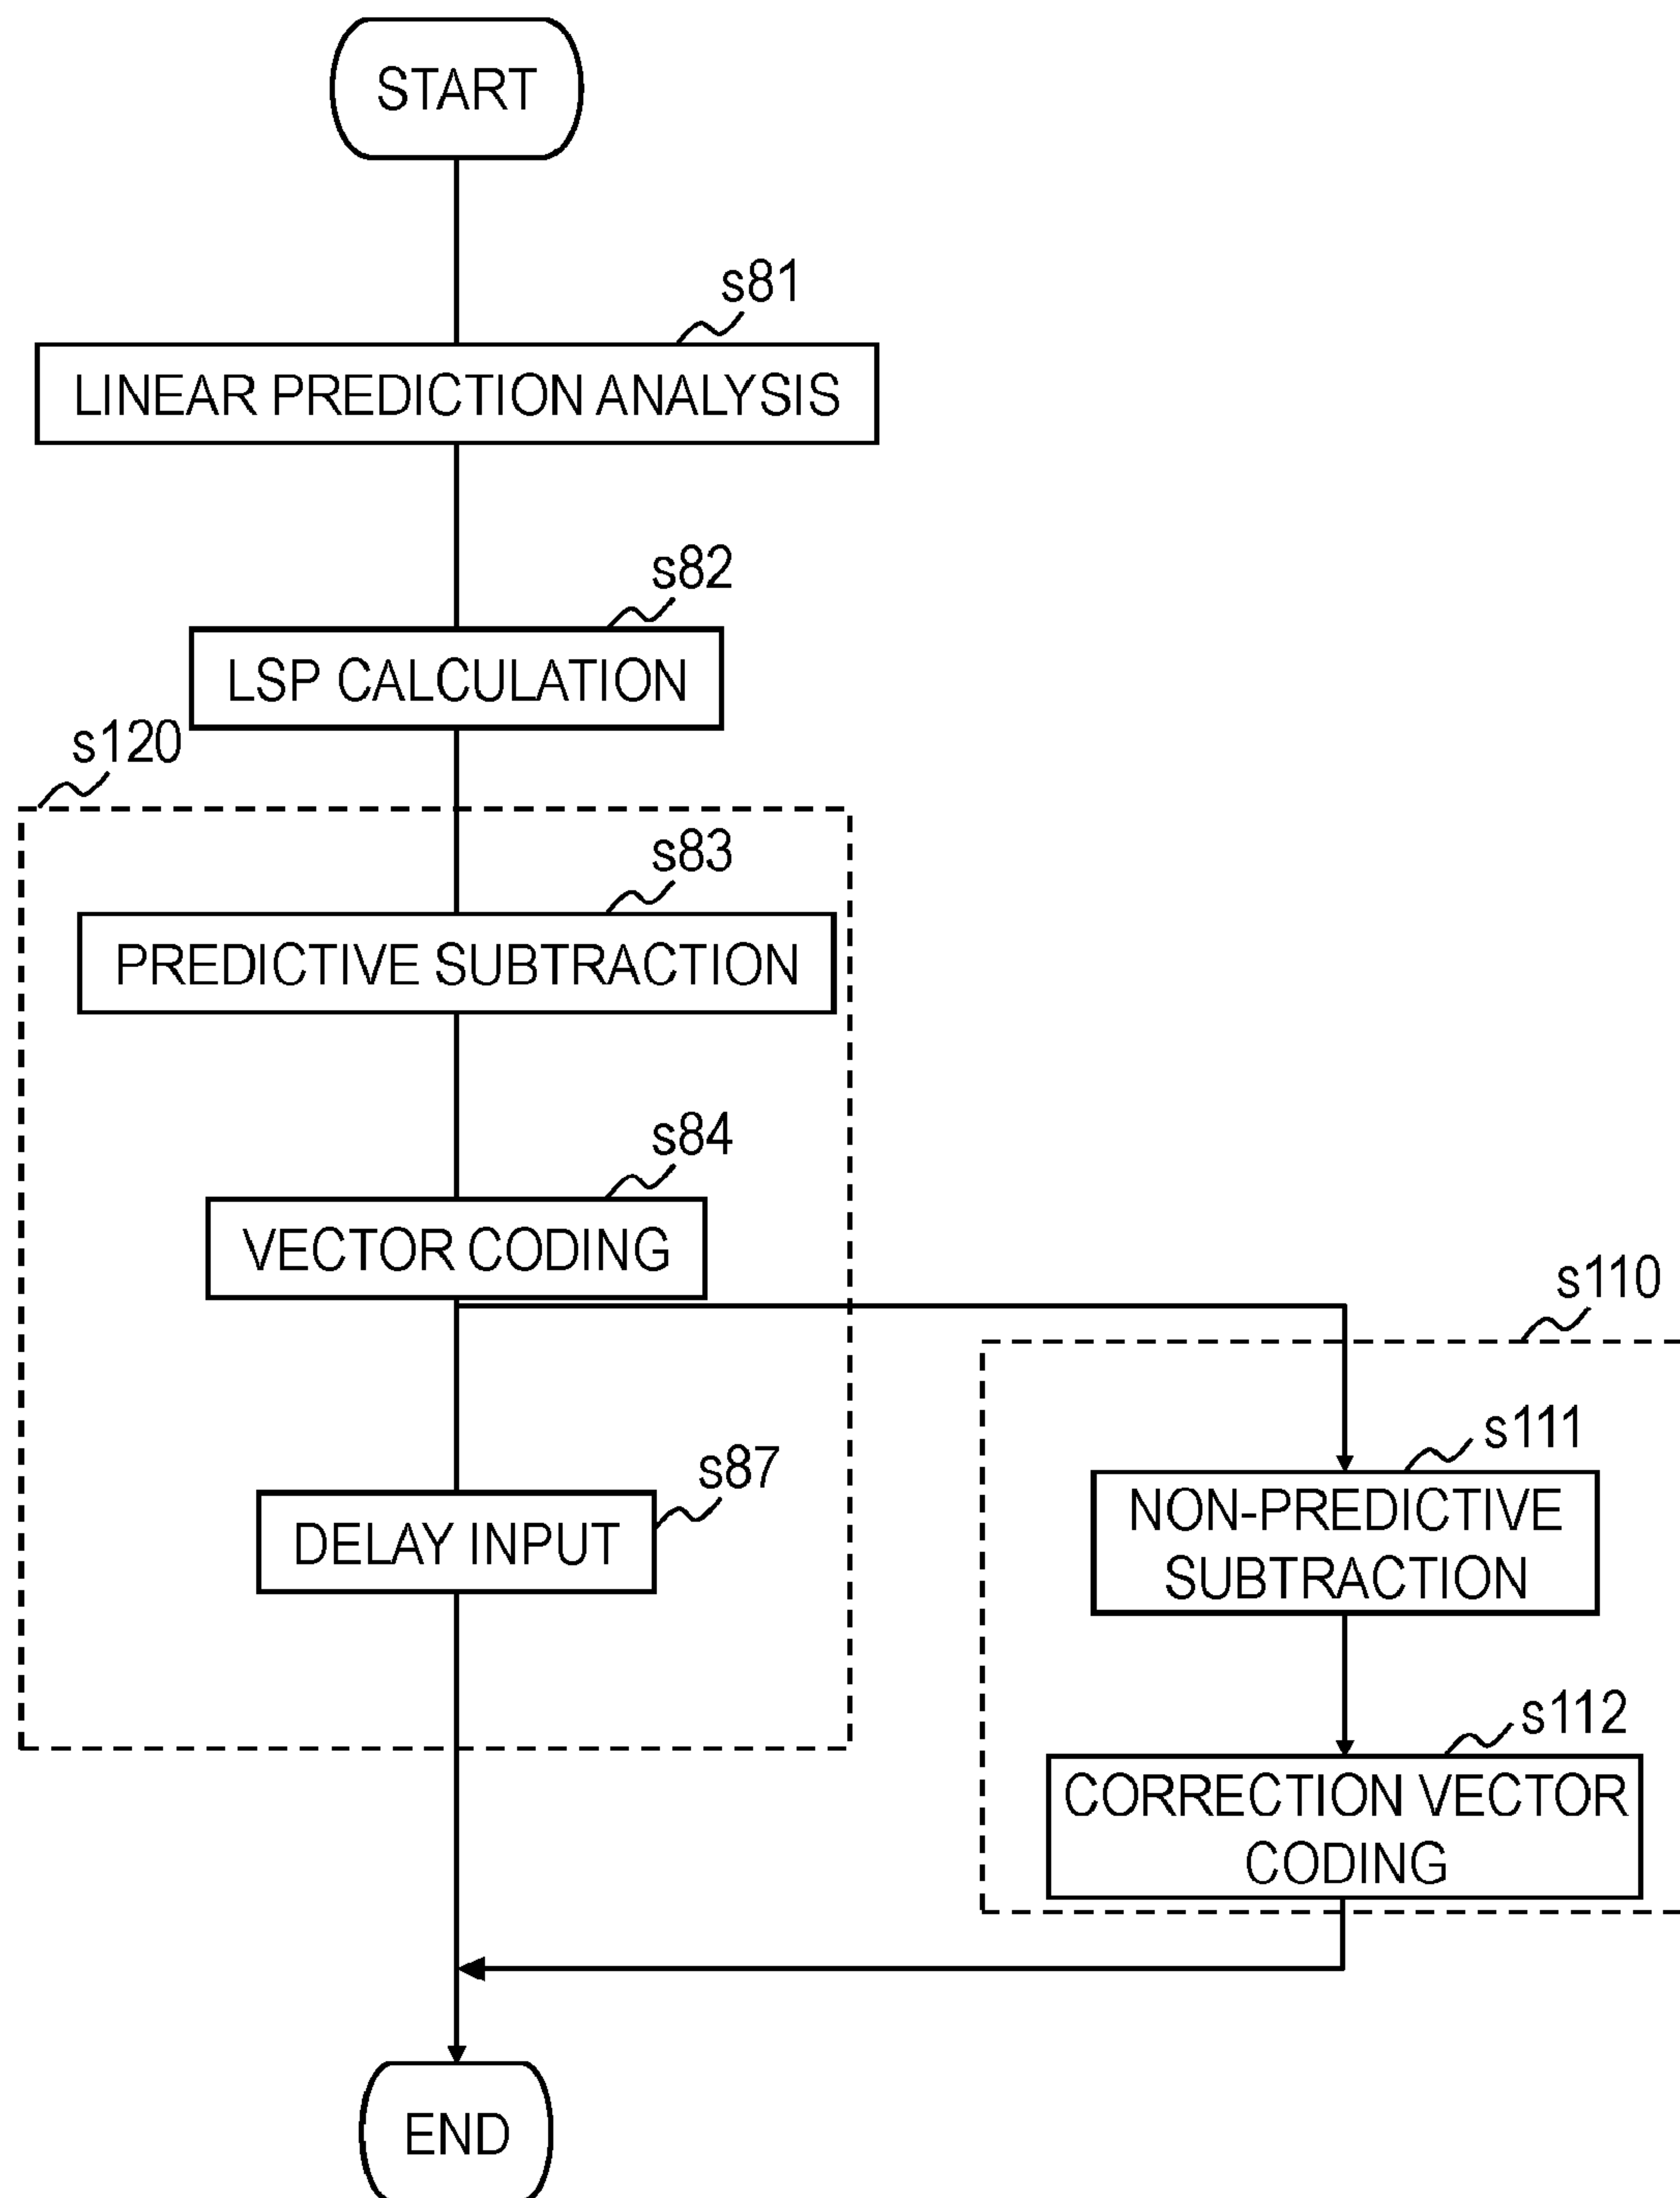 START
s81
LINEAR PREDICTION ANALYSIS
s82
LSP CALCULATION
s120
s83
PREDICTIVE SUBTRACTION
s84
VECTOR CODING
s110
s111
NON-PREDICTIVE
SUBTRACTION
s87
DELAY INPUT
s112
CORRECTION VECTOR
CODING
END